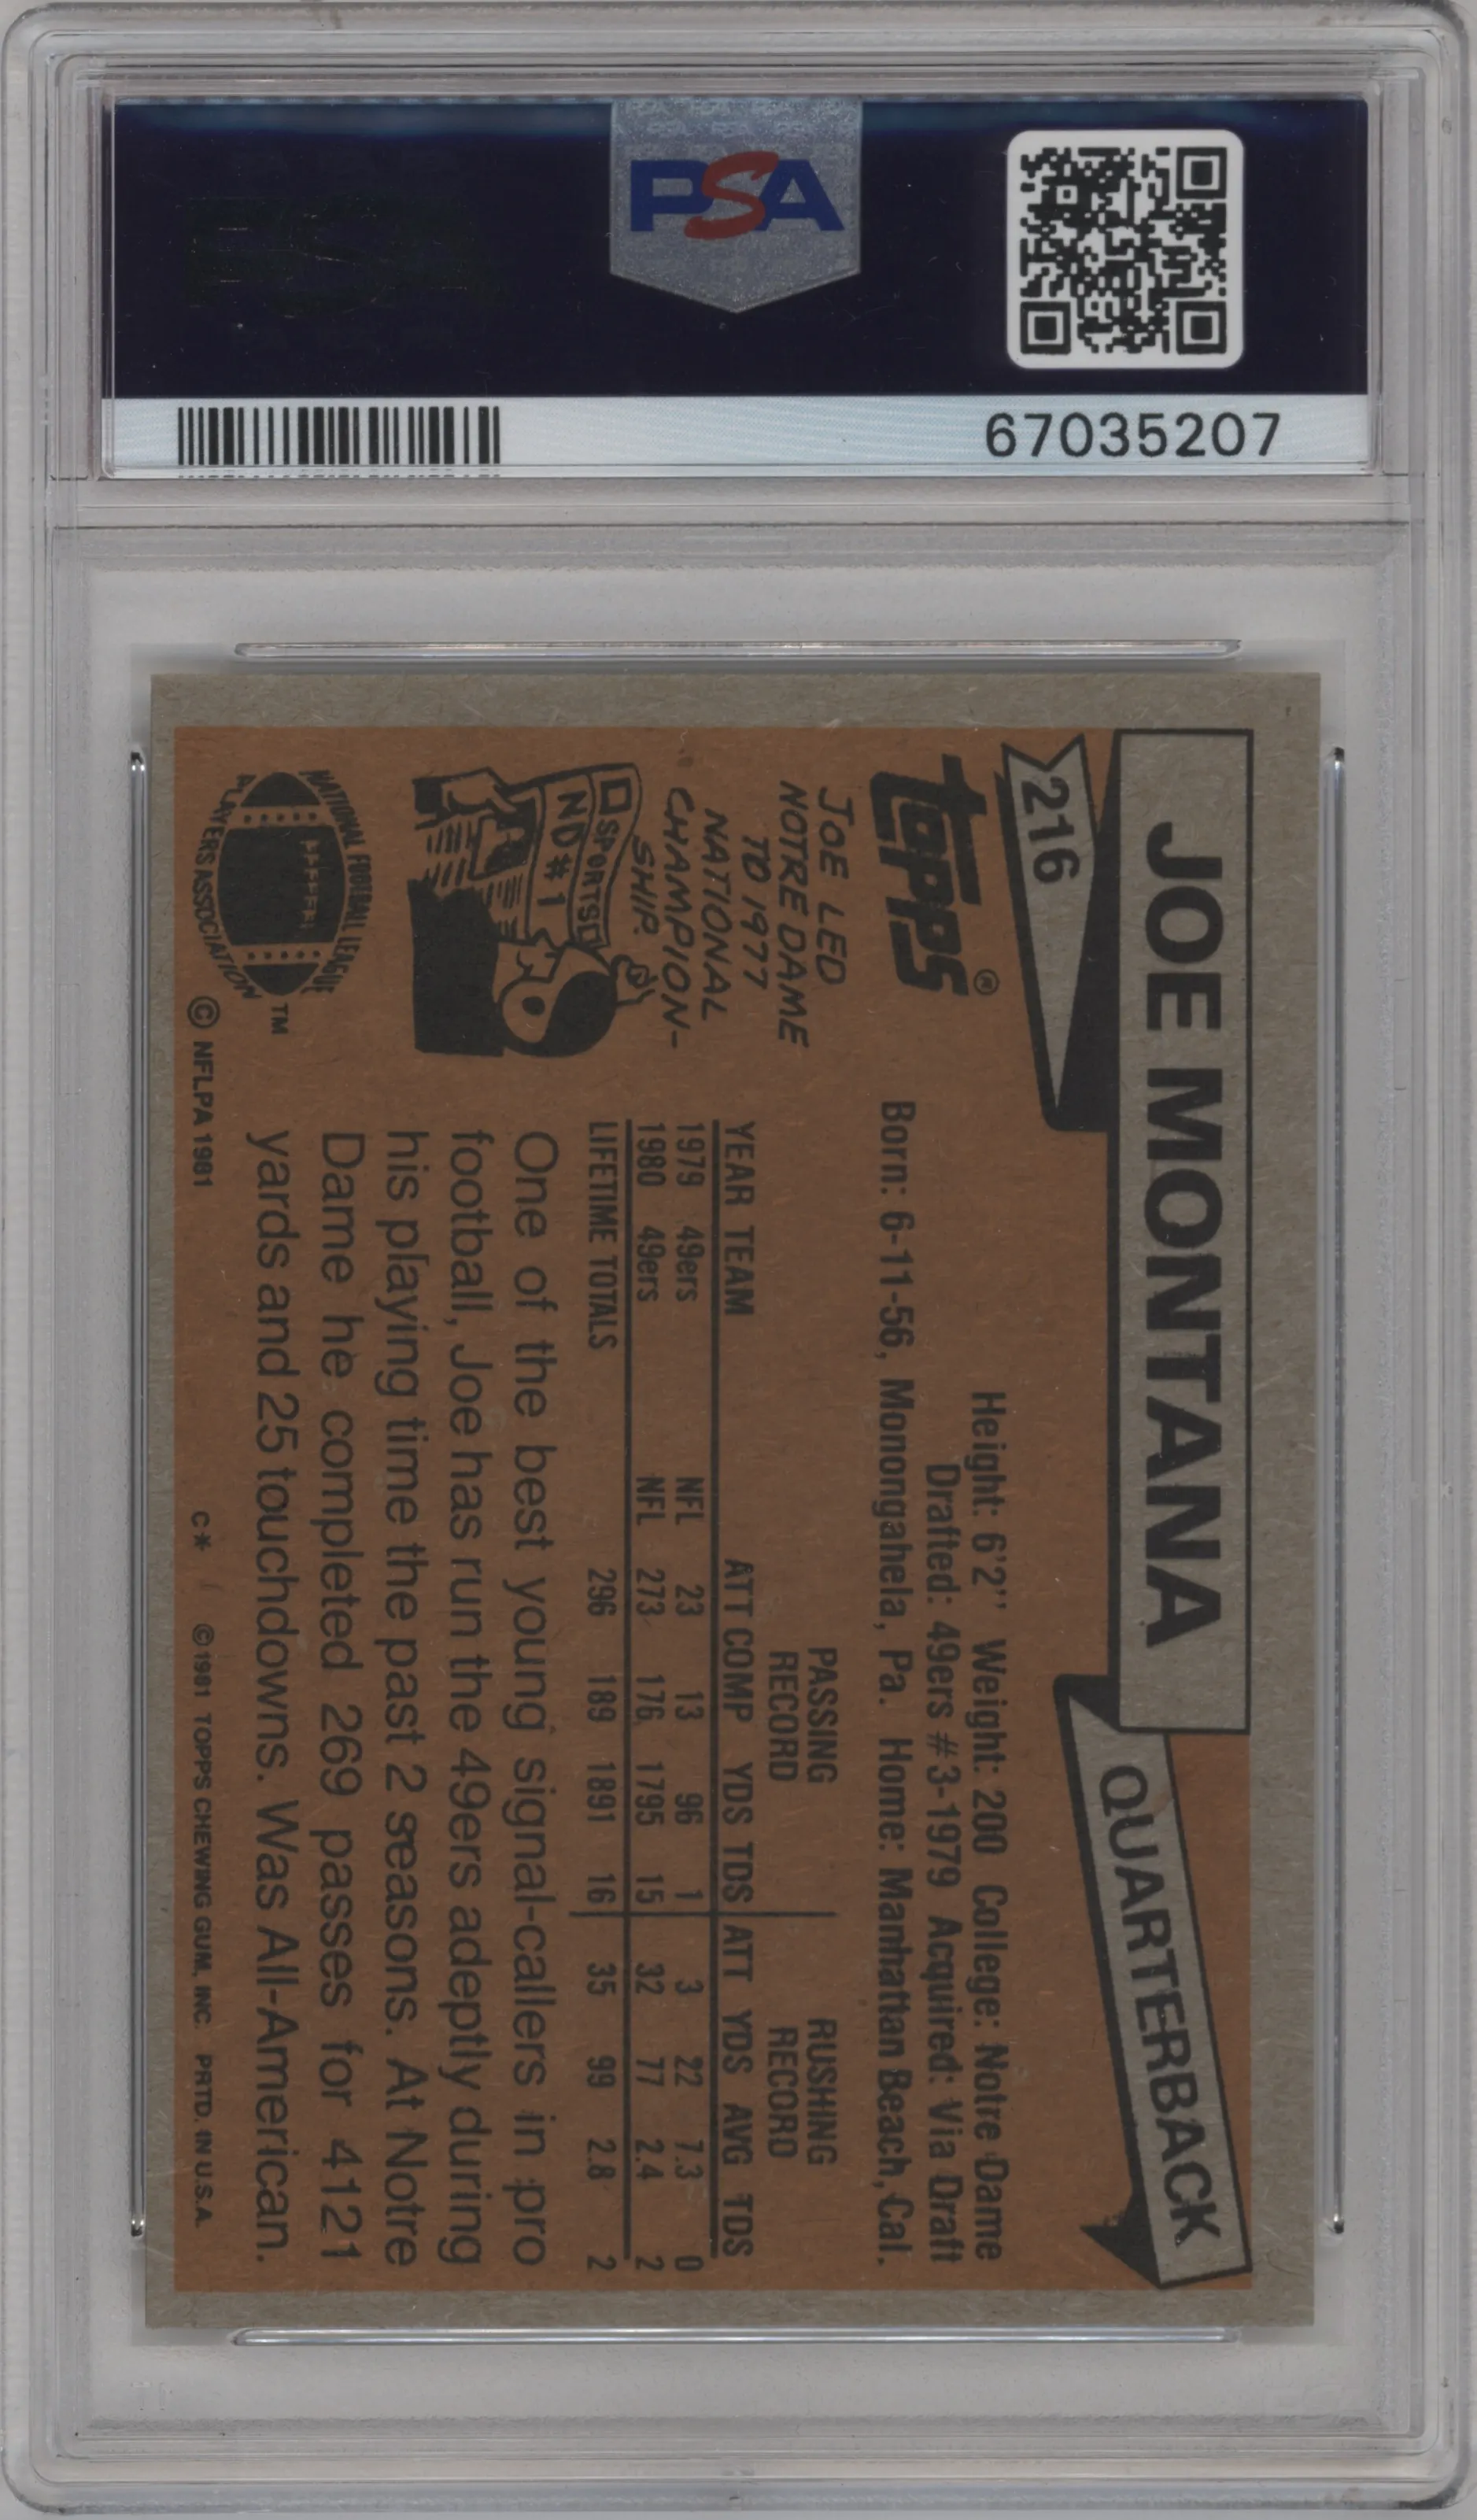 PSA
67035207
JOE MONTANA
QUARTERBACK
216
topps®
Height: 6'2" Weight: 200 College: Notre Dame
Drafted: 49ers #3-1979 Acquired: Via Draft
Born: 6-11-56, Monongahela, Pa. Home: Manhattan Beach, Cal.
JOE LED
NOTRE DAME
TO 1977
NATIONAL
CHAMPION-
SHIP.
SPORTS
ND #1
PASSING RUSHING
RECORD RECORD
YEAR TEAM ATT COMP YDS TDS ATT YDS AVG TDS
1979 49ers NFL 23 13 96 1 3 22 7.3 0
1980 49ers NFL 273 176 1795 15 32 77 2.4 2
LIFETIME TOTALS 296 189 1891 16 35 99 2.8 2
One of the best young signal-callers in pro
football, Joe has run the 49ers adeptly during
his playing time the past 2 seasons. At Notre
Dame he completed 269 passes for 4121
yards and 25 touchdowns. Was All-American.
NATIONAL FOOTBALL LEAGUE
PLAYERS ASSOCIATION
TM
© NFLPA 1981 C* © 1981 TOPPS CHEWING GUM, INC. PRTD. IN U.S.A.